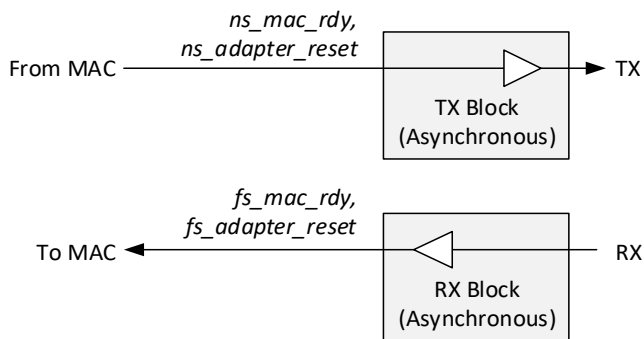 ns_mac_rdy,
ns_adapter_reset
From MAC
TX
TX Block
(Asynchronous)
fs_mac_rdy,
fs_adapter_reset
To MAC
RX
RX Block
(Asynchronous)